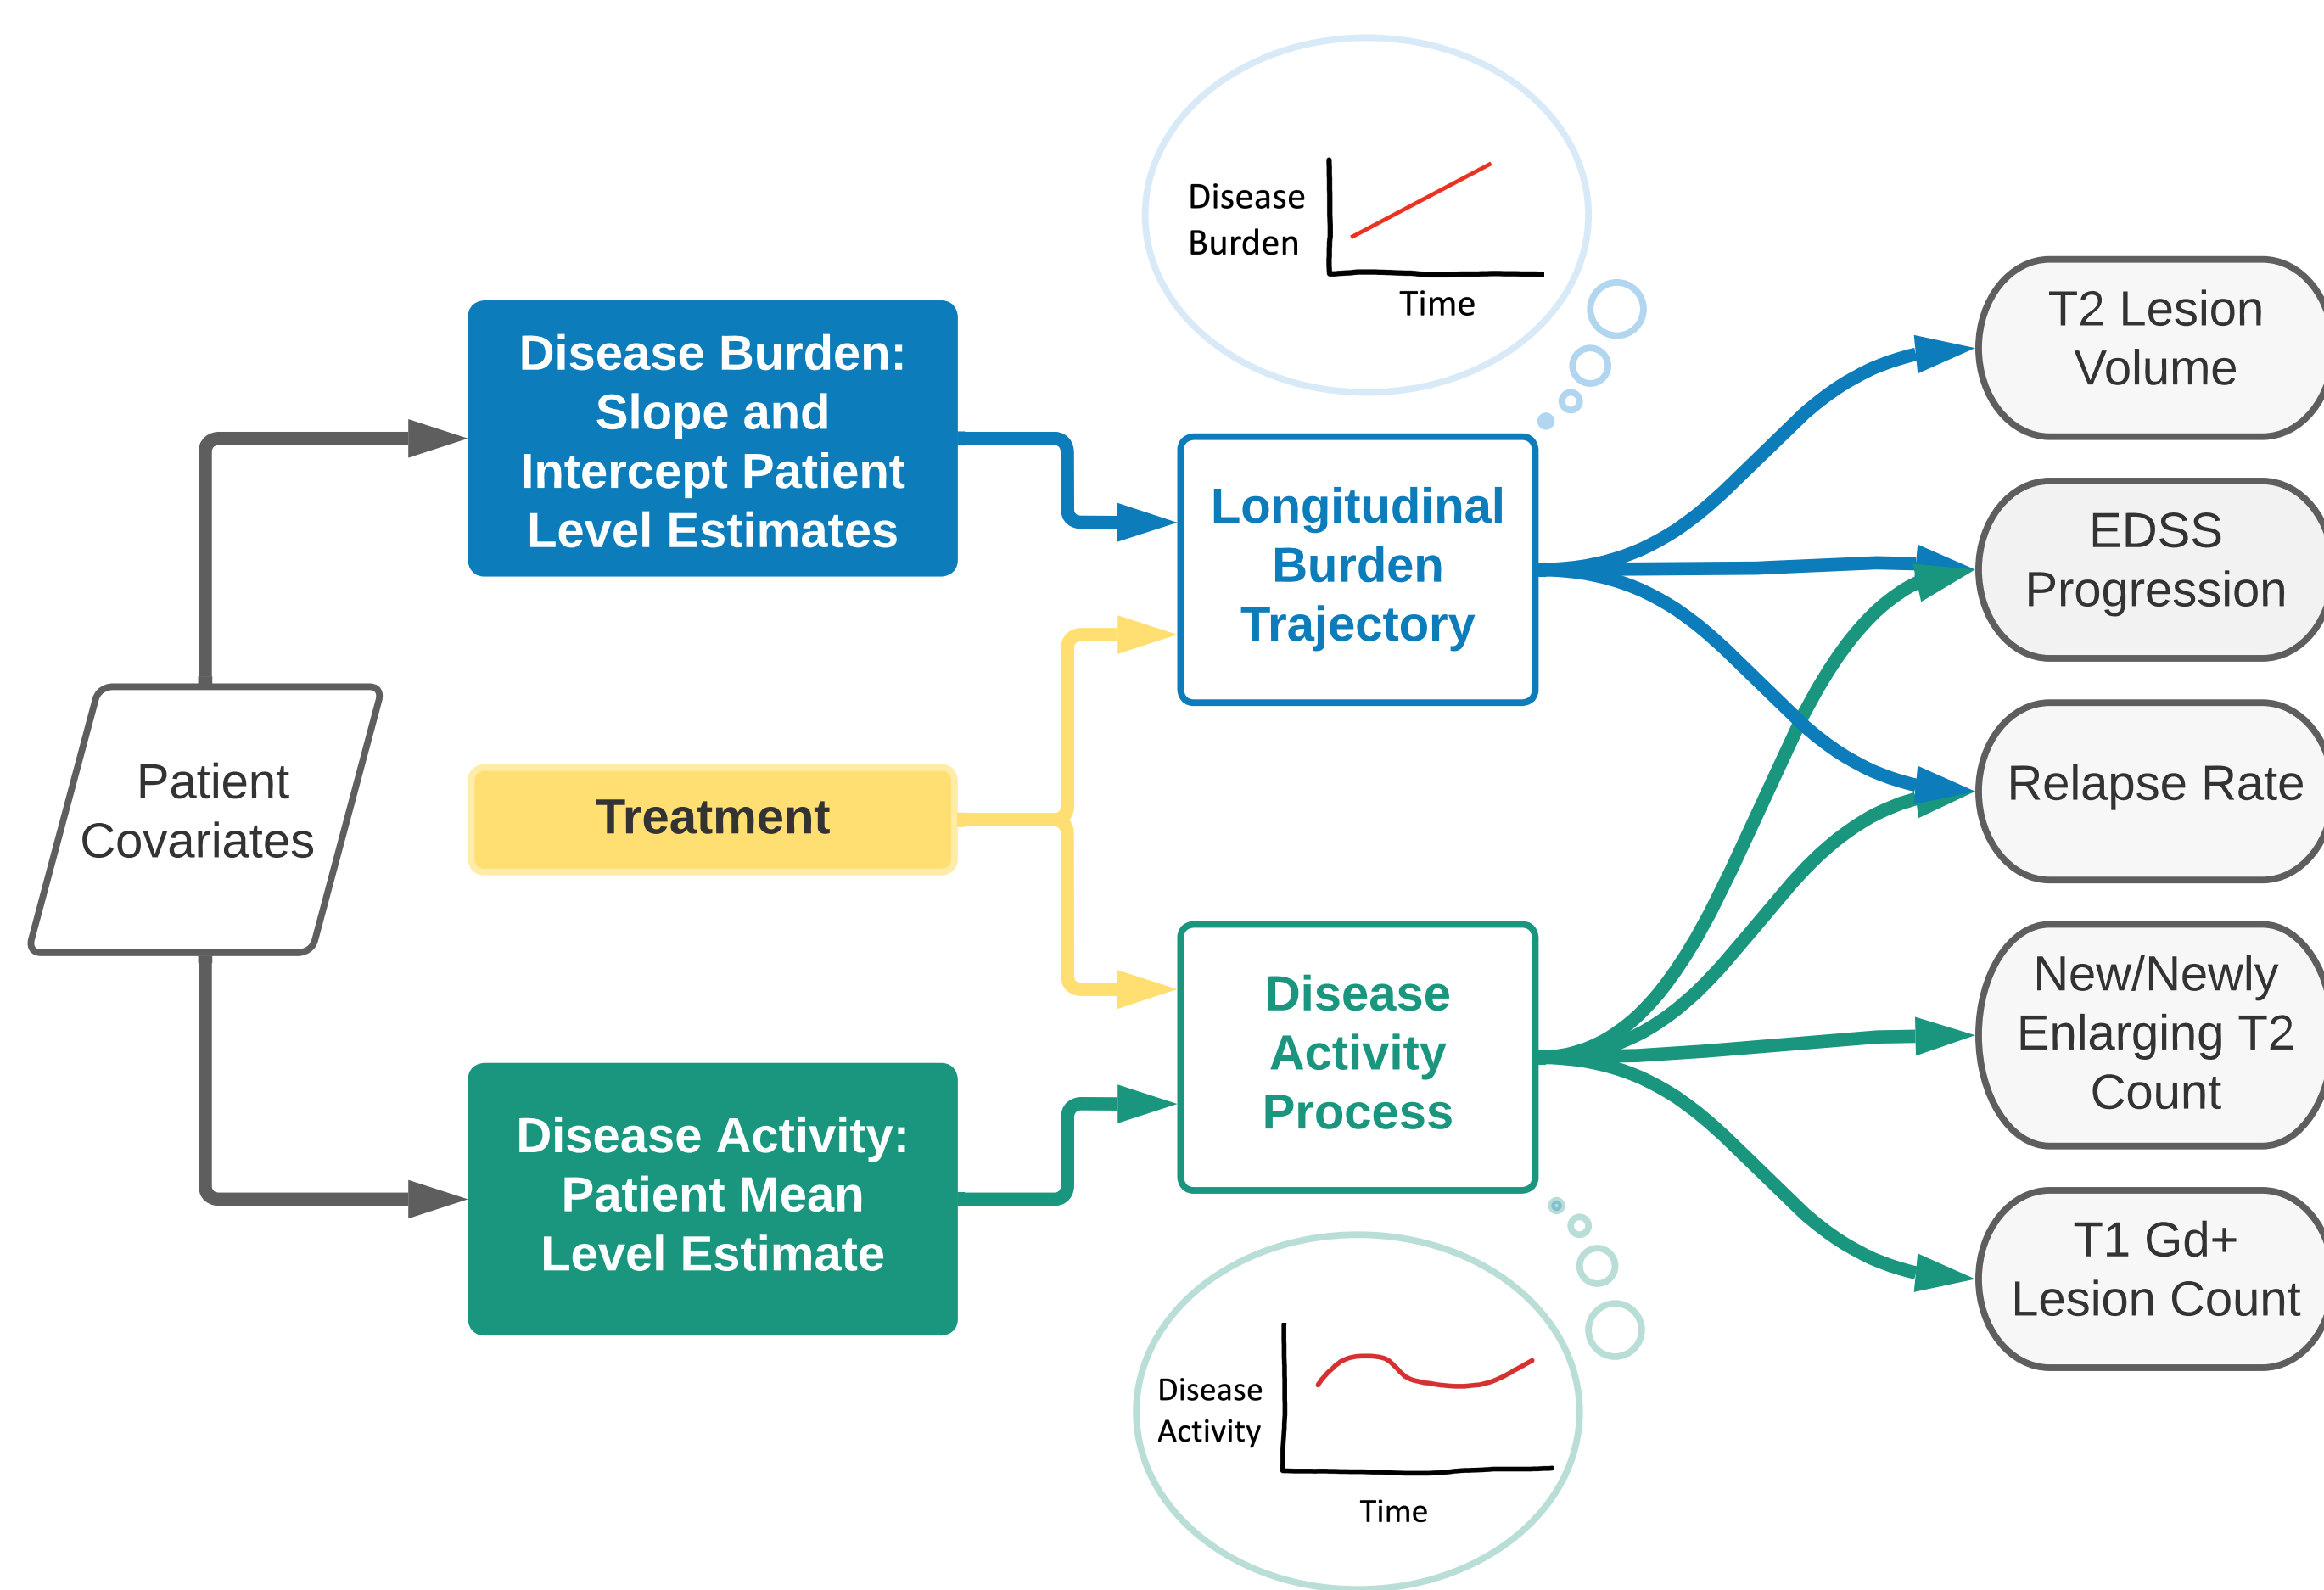 Patient
Covariates
Disease Burden:
Slope and
Intercept Patient
Level Estimates
Treatment
Disease Activity:
Patient Mean
Level Estimate
Disease
Burden
Time
Longitudinal
Burden
Trajectory
Disease
Activity
Process
Disease
Activity
Time
T2 Lesion
Volume
EDSS
Progression
Relapse Rate
New/Newly
Enlarging T2
Count
T1 Gd+
Lesion Count